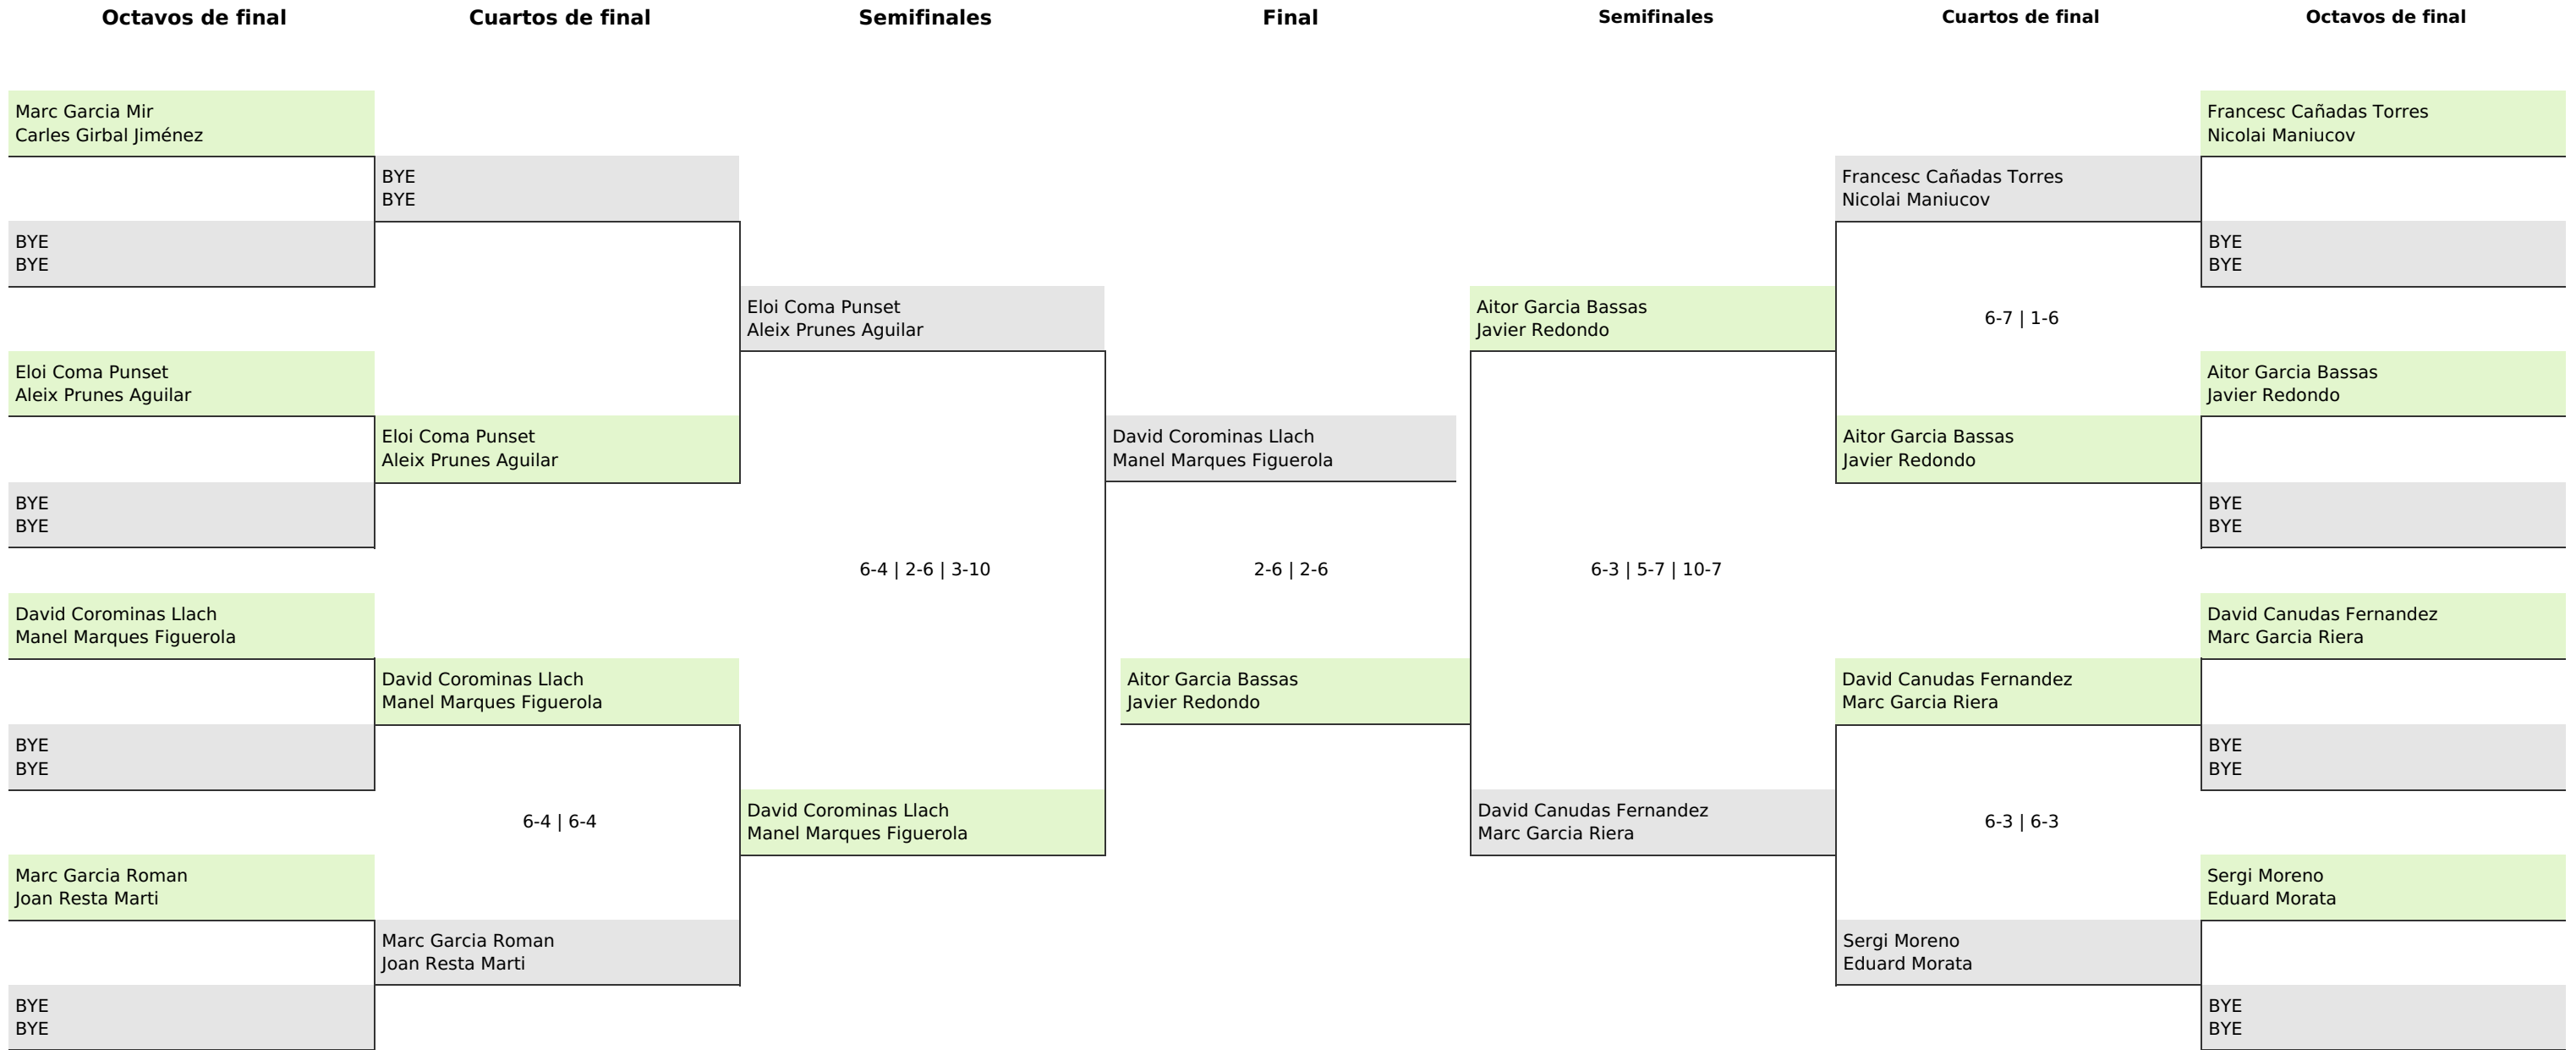 Octavos de final
Cuartos de final
Semifinales
Final
Semifinales
Cuartos de final
Octavos de final
Marc Garcia Mir
Carles Girbal Jiménez
BYE
BYE
Eloi Coma Punset
Aleix Prunes Aguilar
BYE
BYE
David Corominas Llach
Manel Marques Figuerola
BYE
BYE
Marc Garcia Roman
Joan Resta Marti
BYE
BYE
BYE
BYE
Eloi Coma Punset
Aleix Prunes Aguilar
David Corominas Llach
Manel Marques Figuerola
6-4 | 6-4
Marc Garcia Roman
Joan Resta Marti
Eloi Coma Punset
Aleix Prunes Aguilar
6-4 | 2-6 | 3-10
David Corominas Llach
Manel Marques Figuerola
David Corominas Llach
Manel Marques Figuerola
2-6 | 2-6
Aitor Garcia Bassas
Javier Redondo
Aitor Garcia Bassas
Javier Redondo
6-3 | 5-7 | 10-7
David Canudas Fernandez
Marc Garcia Riera
Francesc Cañadas Torres
Nicolai Maniucov
6-7 | 1-6
Aitor Garcia Bassas
Javier Redondo
David Canudas Fernandez
Marc Garcia Riera
6-3 | 6-3
Sergi Moreno
Eduard Morata
Francesc Cañadas Torres
Nicolai Maniucov
BYE
BYE
Aitor Garcia Bassas
Javier Redondo
BYE
BYE
David Canudas Fernandez
Marc Garcia Riera
BYE
BYE
Sergi Moreno
Eduard Morata
BYE
BYE